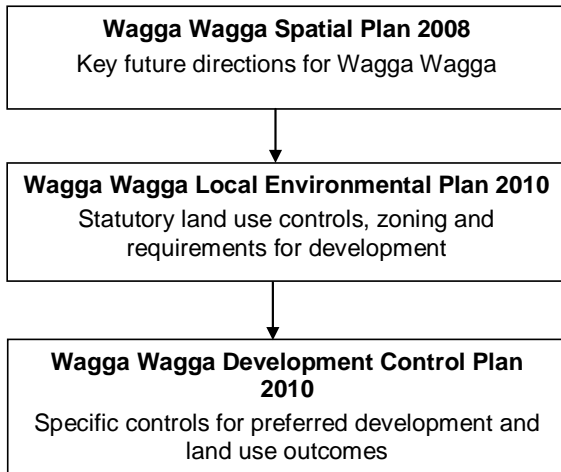 Wagga Wagga Spatial Plan 2008
Key future directions for Wagga Wagga
Wagga Wagga Local Environmental Plan 2010
Statutory land use controls, zoning and
requirements for development
Wagga Wagga Development Control Plan
2010
Specific controls for preferred development and
land use outcomes